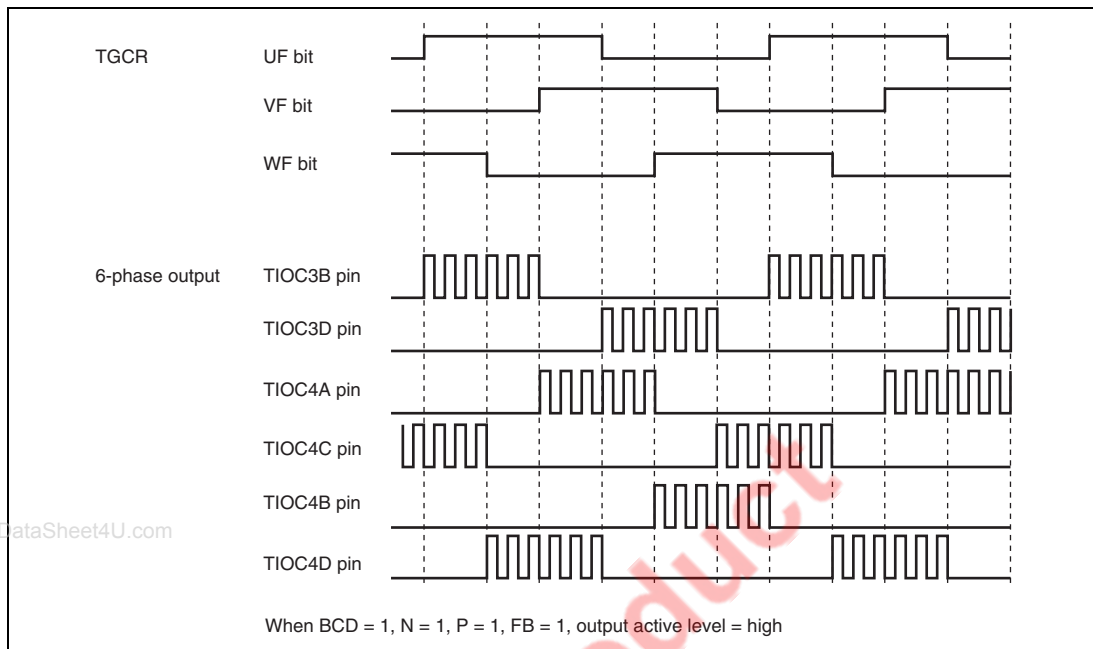 TGCR UF bit
VF bit
WF bit
6-phase output TIOC3B pin
TIOC3D pin
TIOC4A pin
TIOC4C pin
TIOC4B pin
DataSheet4U.com
TIOC4D pin
When BCD = 1, N = 1, P = 1, FB = 1, output active level = high
oduct